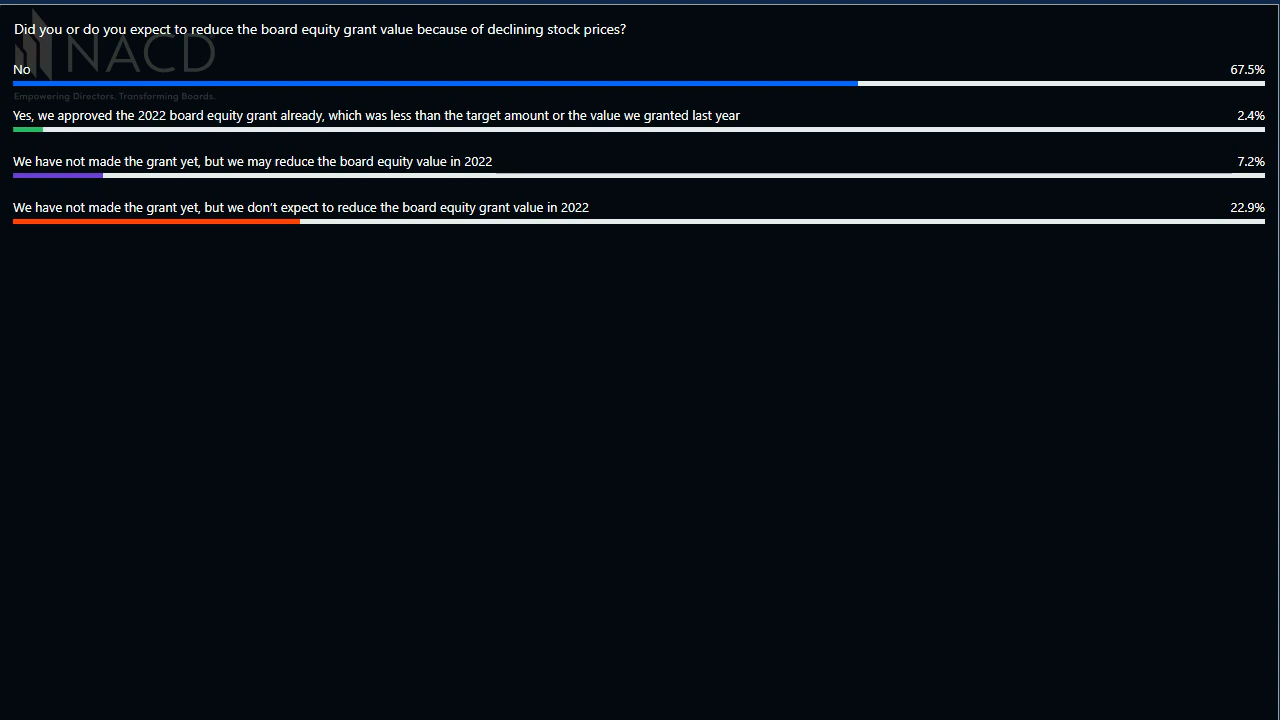 Did you or do you expect to reduce the board equity grant value because of declining stock prices?
NACD
No 67.5%
Empowering Directors. Transforming Boards.
Yes, we approved the 2022 board equity grant already, which was less than the target amount or the value we granted last year 2.4%
We have not made the grant yet, but we may reduce the board equity value in 2022 7.2%
We have not made the grant yet, but we don’t expect to reduce the board equity grant value in 2022 22.9%